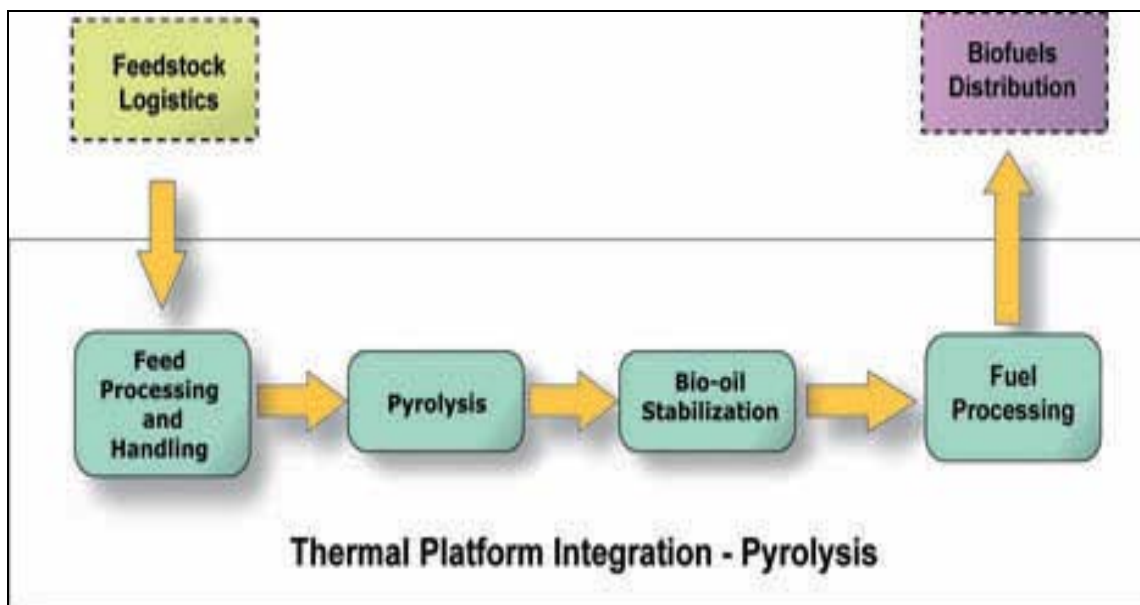 Feedstock
Logistics
Biofuels
Distribution
Feed
Processing
and
Handling
Pyrolysis
Bio-oil
Stabilization
Fuel
Processing
Thermal Platform Integration - Pyrolysis